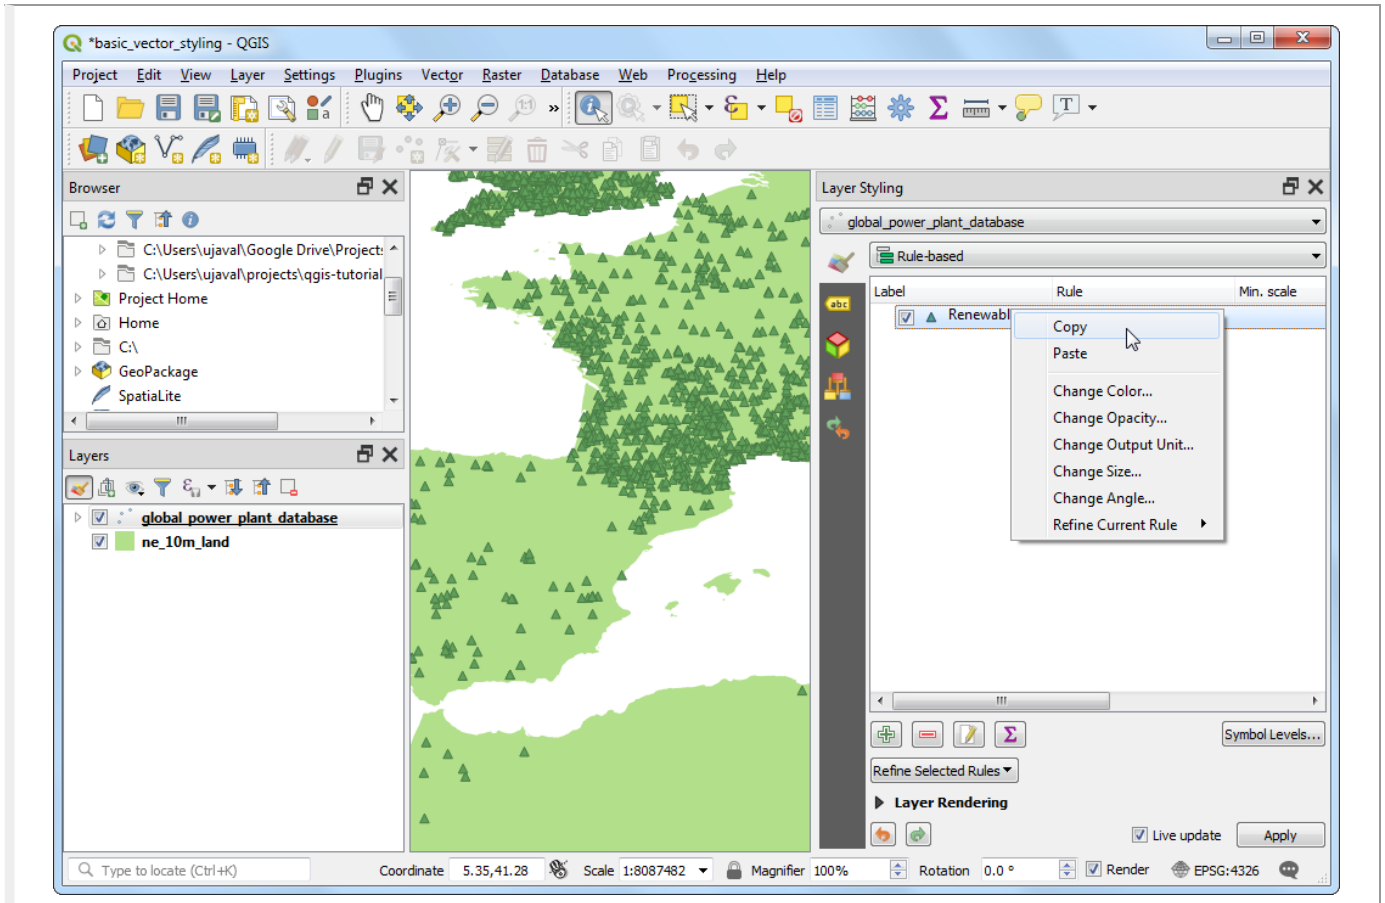 *basic_vector_styling - QGIS
Project Edit View Layer Settings Plugins Vector Raster Database Web Processing Help
Browser
C:\Users\ujaval\Google Drive\Project
C:\Users\ujaval\projects\qgis-tutorial
Project Home
Home
C:\
GeoPackage
SpatiaLite
Layers
global_power_plant_database
ne_10m_land
Layer Styling
global_power_plant_database
Rule-based
abc
Label Rule Min. scale
Renewabl
Copy
Paste
Change Color...
Change Opacity...
Change Output Unit...
Change Size...
Change Angle...
Refine Current Rule
Symbol Levels...
Refine Selected Rules
Layer Rendering
Live update Apply
Type to locate (Ctrl+K) Coordinate 5.35,41.28 Scale 1:8087482 Magnifier 100% Rotation 0.0 ° Render EPSG:4326